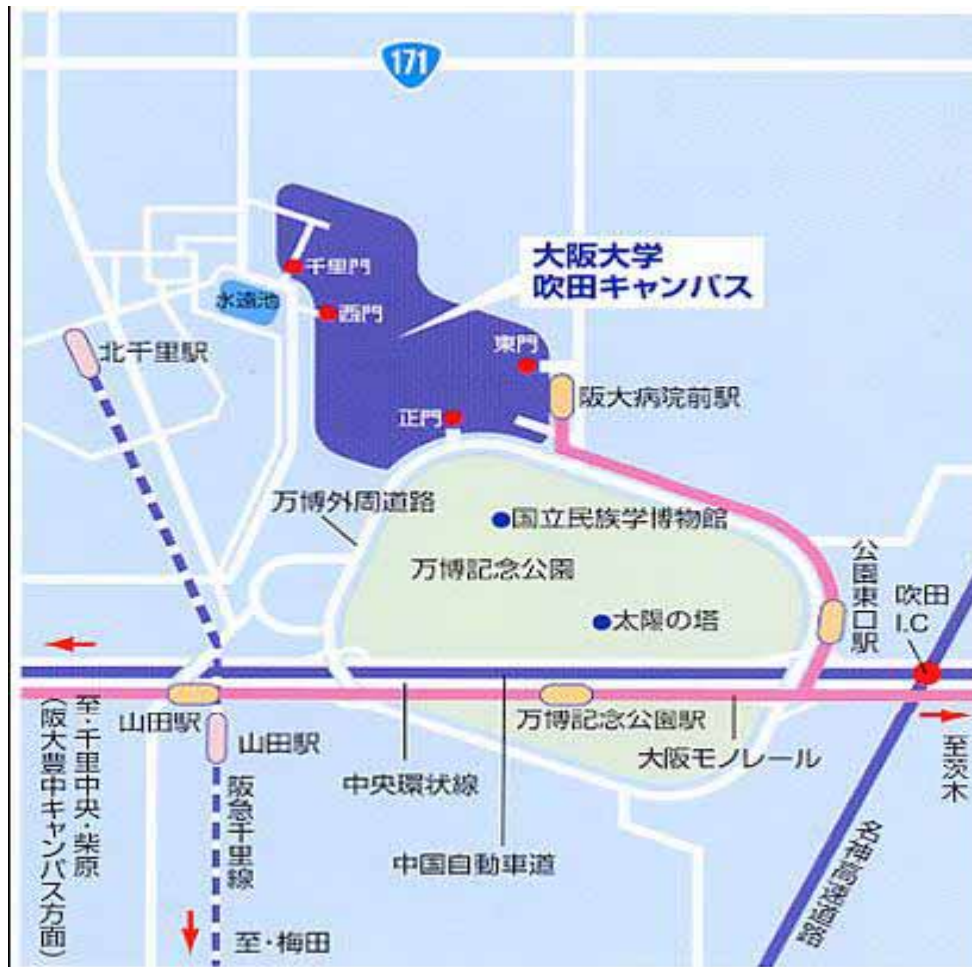 171
大阪大学
吹田キャンパス
千里門
永遠池
西門
東門
北千里駅
阪大病院前駅
正門
万博外周道路
国立民族学博物館
万博記念公園
公園東口駅
吹田
I.C
太陽の塔
山田駅
万博記念公園駅
山田駅
大阪モノレール
至茨木
至・千里中央・柴原
(阪大豊中キャンパス方面)
中央環状線
阪急千里線
中国自動車道
名神高速道路
至・梅田